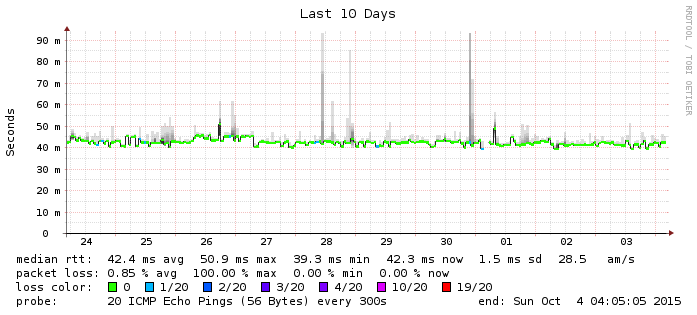 Last 10 Days
RRDTOOL / TOBI OETIKER
Seconds
90 m
80 m
70 m
60 m
50 m
40 m
30 m
20 m
10 m
0
24 25 26 27 28 29 30 01 02 03
median rtt: 42.4 ms avg 50.9 ms max 39.3 ms min 42.3 ms now 1.5 ms sd 28.5 am/s
packet loss: 0.85 % avg 100.00 % max 0.00 % min 0.00 % now
loss color: 0 1/20 2/20 3/20 4/20 10/20 19/20
probe: 20 ICMP Echo Pings (56 Bytes) every 300s end: Sun Oct 4 04:05:05 2015